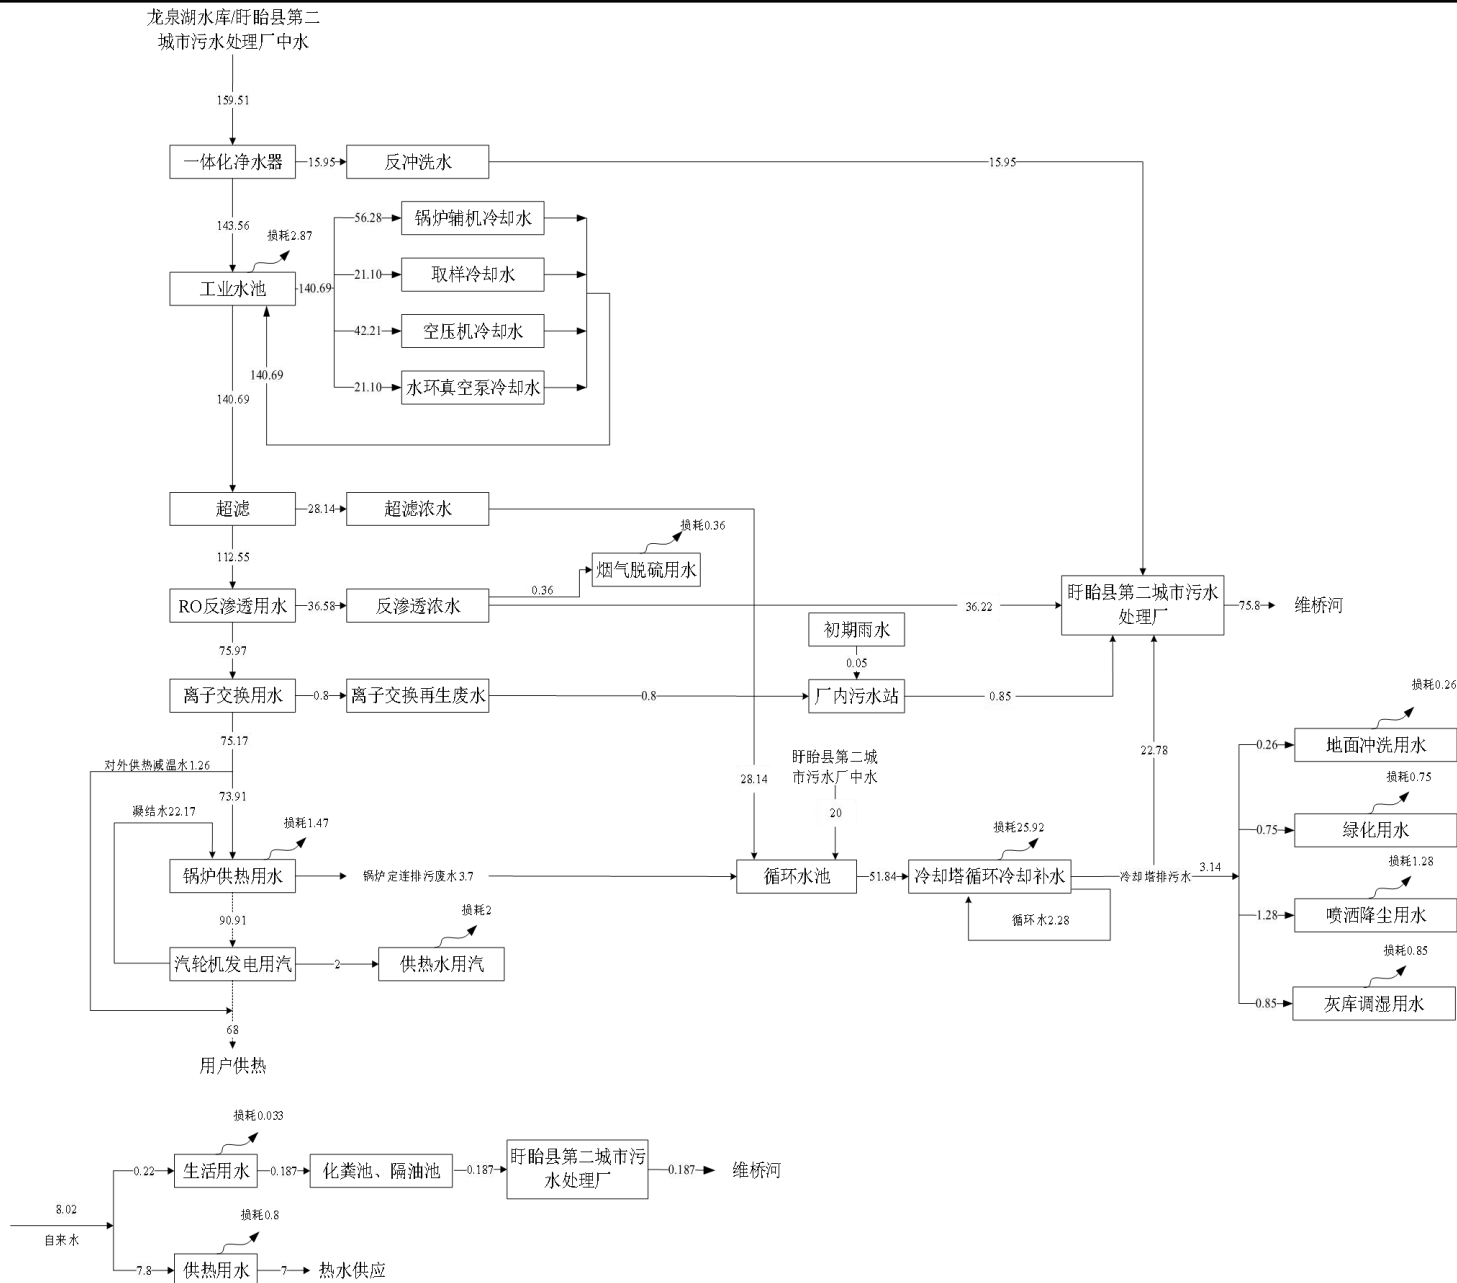 龙泉湖水库/盱眙县第二
城市污水处理厂中水
159.51
一体化净水器
15.95
反冲洗水
15.95
143.56
损耗2.87
工业水池
140.69
56.28
锅炉辅机冷却水
21.10
取样冷却水
42.21
空压机冷却水
21.10
水环真空泵冷却水
140.69
140.69
超滤
28.14
超滤浓水
112.55
损耗0.36
烟气脱硫用水
0.36
RO反渗透用水
36.58
反渗透浓水
36.22
盱眙县第二城市污水
处理厂
75.8
维桥河
初期雨水
0.05
75.97
离子交换用水
0.8
离子交换再生废水
0.8
厂内污水站
0.85
75.17
对外供热减温水1.26
73.91
凝结水22.17
损耗1.47
28.14
盱眙县第二城
市污水厂中水
20
22.78
锅炉供热用水
锅炉定连排污废水3.7
循环水池
51.84
损耗25.92
冷却塔循环冷却补水
循环水2.28
冷却塔排污水
3.14
损耗0.26
0.26
地面冲洗用水
损耗0.75
0.75
绿化用水
损耗1.28
1.28
喷洒降尘用水
损耗0.85
0.85
灰库调湿用水
90.91
汽轮机发电用汽
2
损耗2
供热水用汽
68
用户供热
损耗0.033
0.22
生活用水
0.187
化粪池、隔油池
0.187
盱眙县第二城市污
水处理厂
0.187
维桥河
8.02
自来水
损耗0.8
7.8
供热用水
7
热水供应